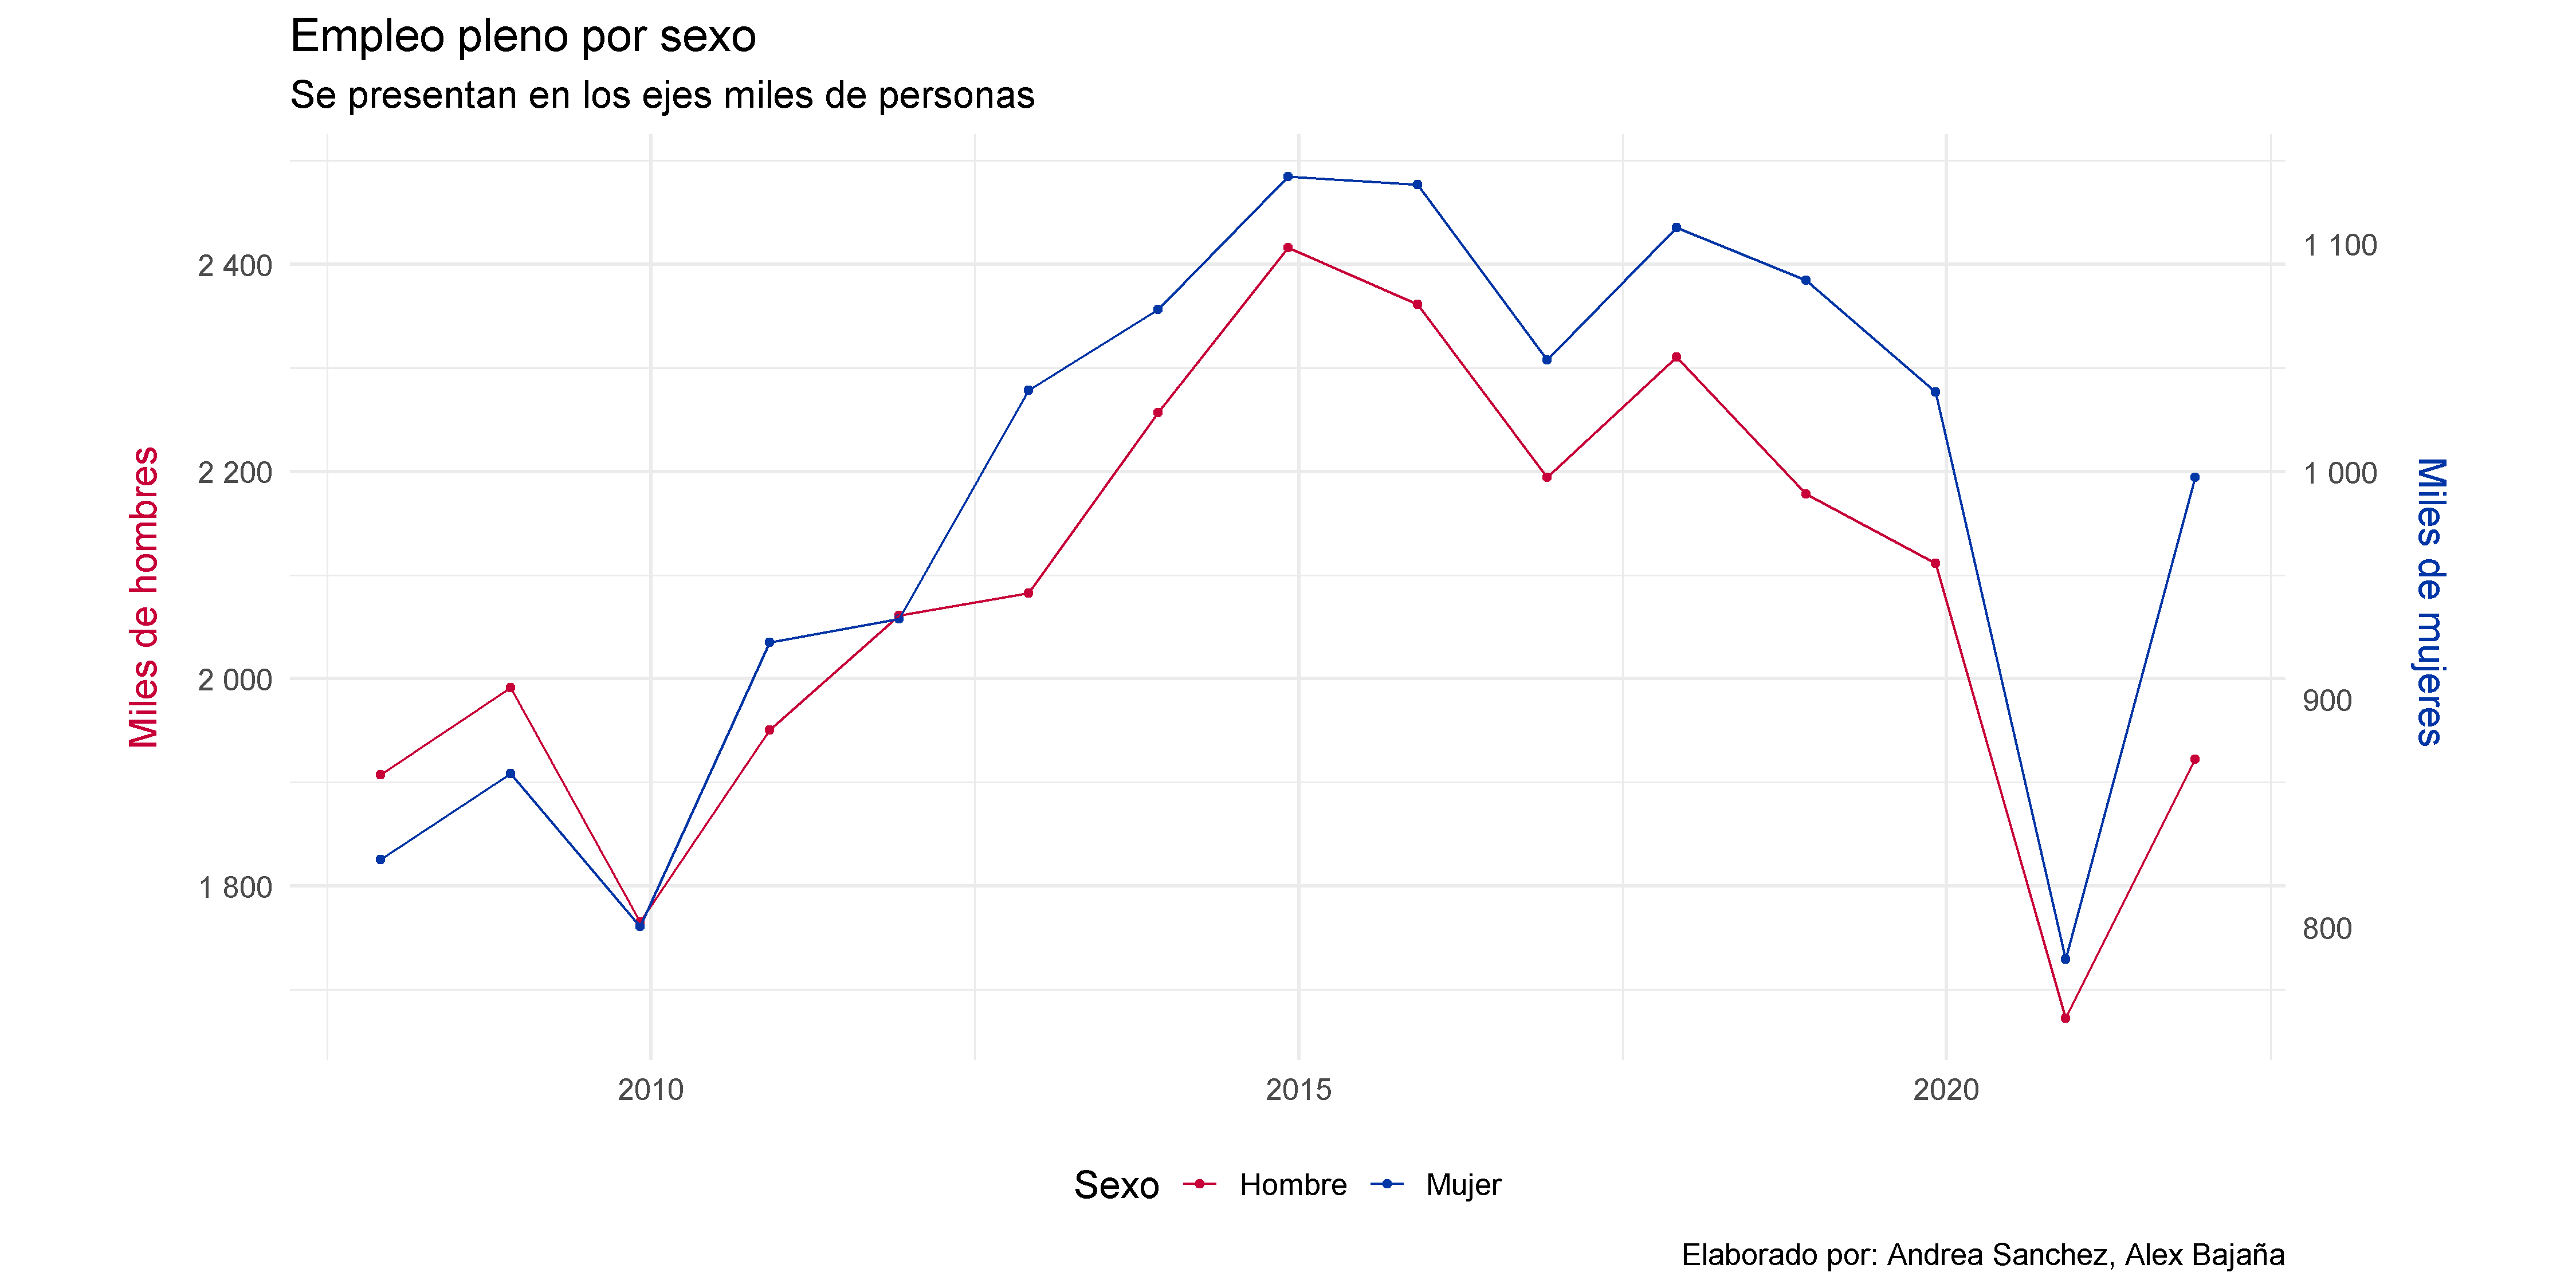 Empleo pleno por sexo
Se presentan en los ejes miles de personas
Miles de hombres
2 400
2 200
2 000
1 800
1 100
1 000
900
800
Miles de mujeres
2010
2015
2020
Sexo
Hombre
Mujer
Elaborado por: Andrea Sanchez, Alex Bajaña